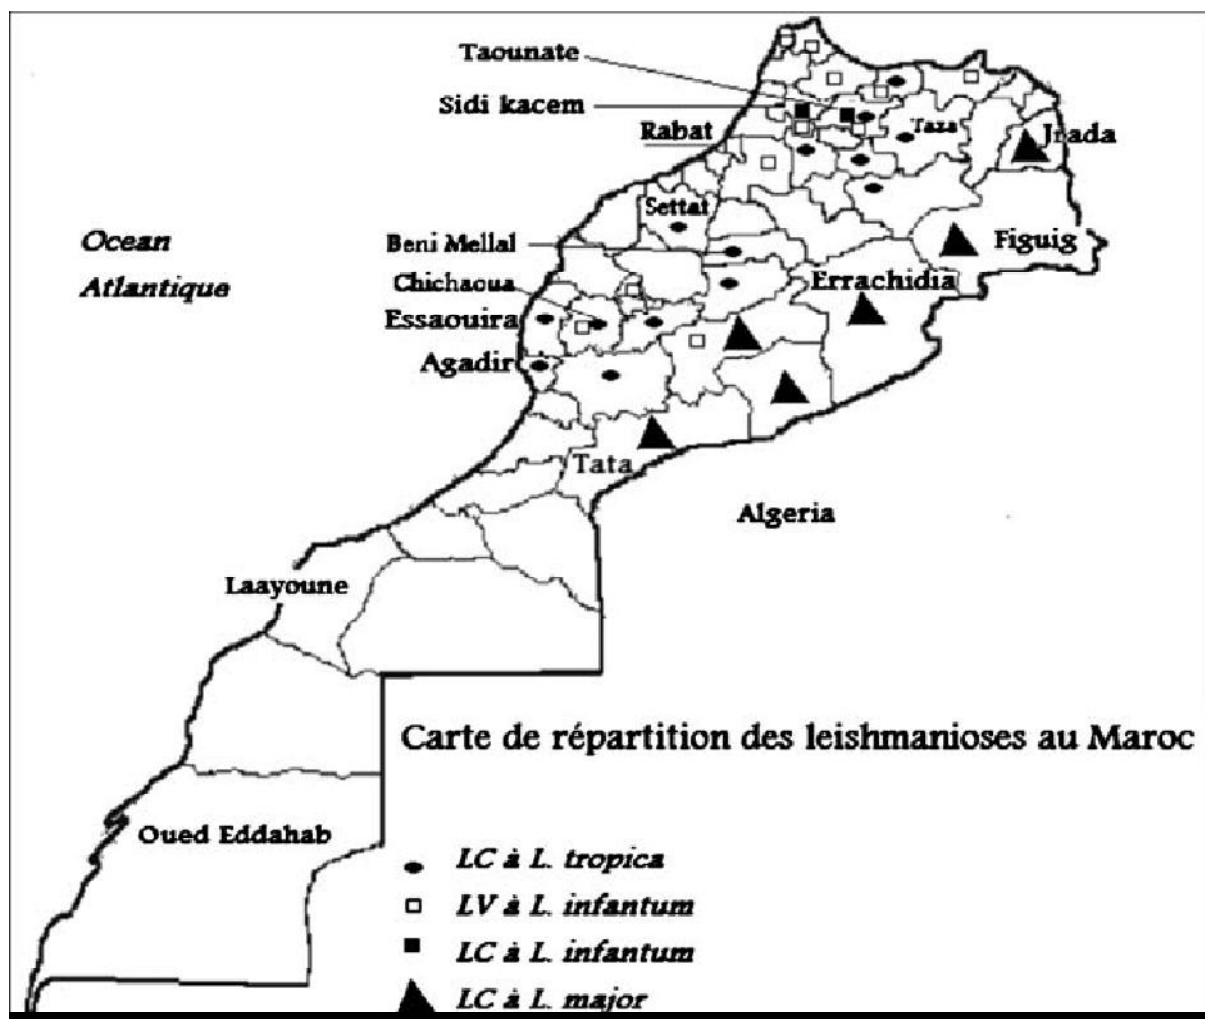 Taounate
Sidi kacem
Rabat
Taza
Jrada
Settat
Ocean
Atlantique
Beni Mellal
Figuig
Chichaoua
Errachidia
Essaouira
Agadir
Tata
Algeria
Laayoune
Carte de répartition des leishmanioses au Maroc
Oued Eddahab
LC à L. tropica
LV à L. infantum
LC à L. infantum
LC à L. major